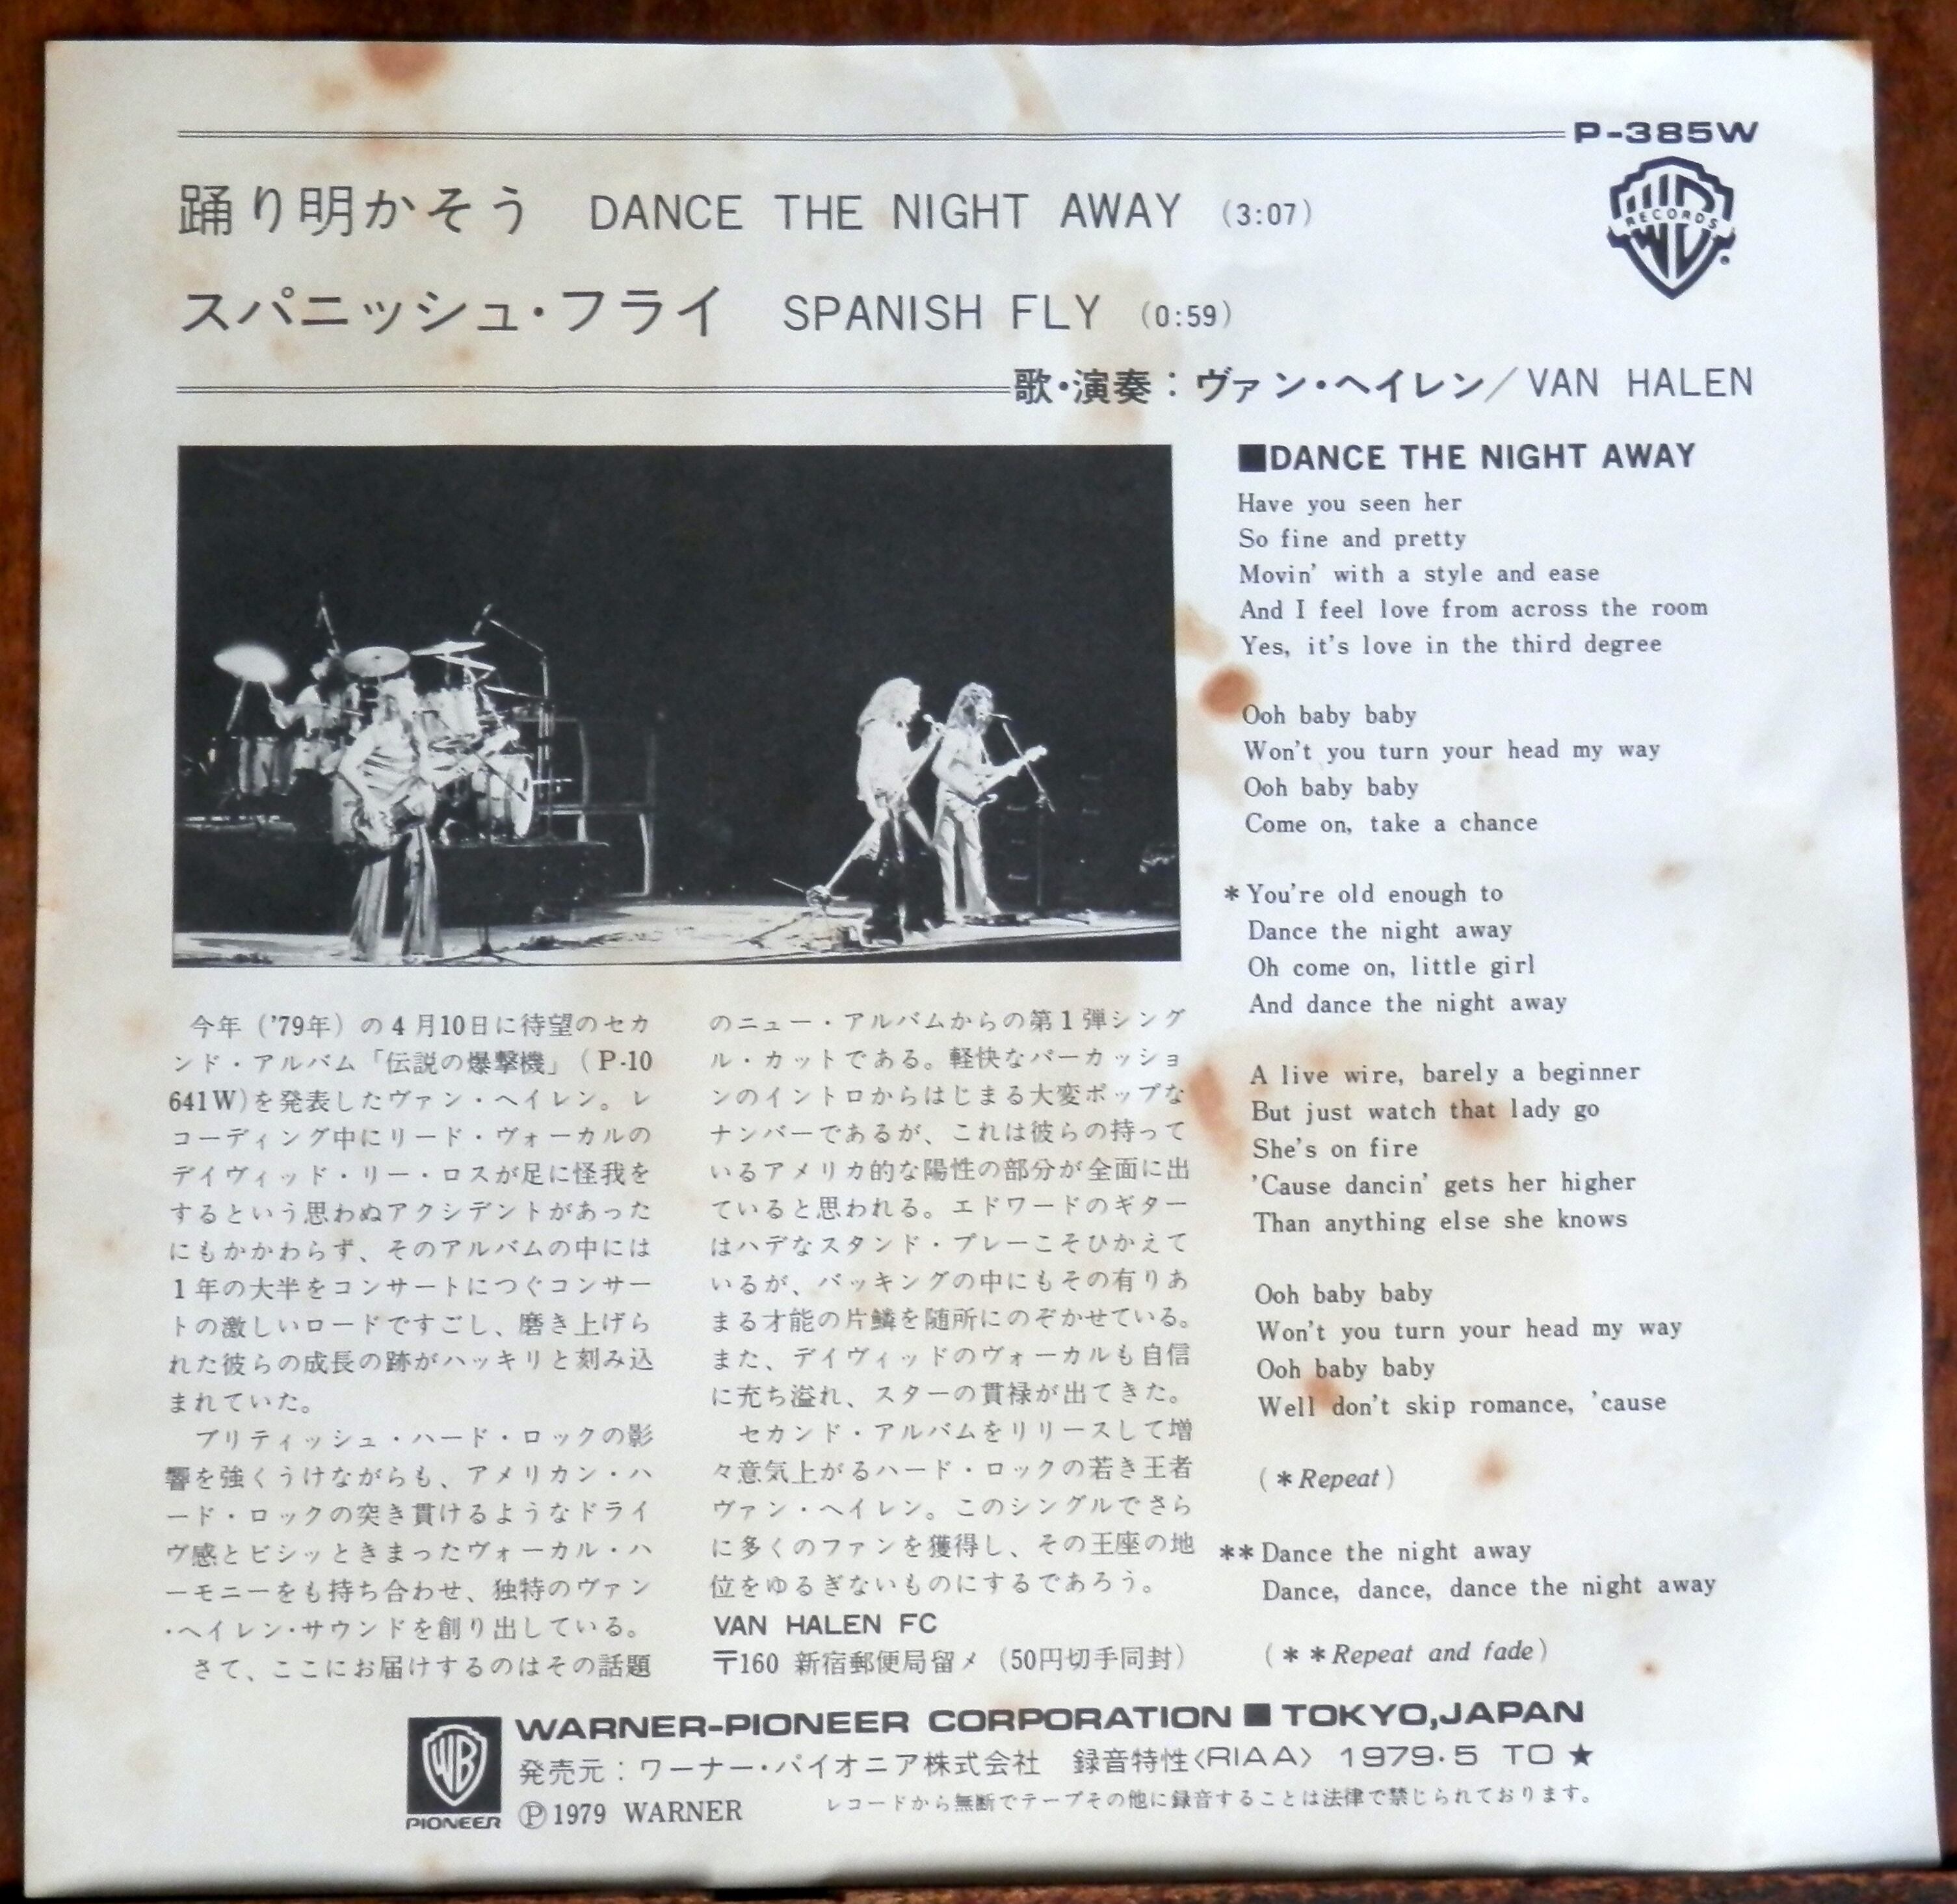 P-385W
RECORDS
踊り明かそう DANCE THE NIGHT AWAY (3:07)
スパニッシュ・フライ SPANISH FLY (0:59)
歌・演奏：ヴァン・ヘイレン／VAN HALEN
今年（'79年）の4月10日に待望のセカ
ンド・アルバム「伝説の爆撃機」（P-10
641W)を発表したヴァン・ヘイレン。レ
コーディング中にリード・ヴォーカルの
デイヴィッド・リー・ロスが足に怪我を
するという思わぬアクシデントがあった
にもかかわらず、そのアルバムの中には
1年の大半をコンサートにつぐコンサー
トの激しいロードですごし、磨き上げら
れた彼らの成長の跡がハッキリと刻み込
まれていた。
ブリティッシュ・ハード・ロックの影
響を強くうけながらも、アメリカン・ハ
ード・ロックの突き貫けるようなドライ
ヴ感とビシッときまったヴォーカル・ハ
ーモニーをも持ち合わせ、独特のヴァン
・ヘイレン・サウンドを創り出している。
さて、ここにお届けするのはその話題
のニュー・アルバムからの第1弾シング
ル・カットである。軽快なパーカッショ
ンのイントロからはじまる大変ポップな
ナンバーであるが、これは彼らの持って
いるアメリカ的な陽性の部分が全面に出
ていると思われる。エドワードのギター
はハデなスタンド・プレーこそひかえて
いるが、バッキングの中にもその有りあ
まる才能の片鱗を随所にのぞかせている。
また、デイヴィッドのヴォーカルも自信
に充ち溢れ、スターの貫禄が出てきた。
セカンド・アルバムをリリースして増
々意気上がるハード・ロックの若き王者
ヴァン・ヘイレン。このシングルでさら
に多くのファンを獲得し、その王座の地
位をゆるぎないものにするであろう。
VAN HALEN FC
〒160 新宿郵便局留メ（50円切手同封）
■DANCE THE NIGHT AWAY
Have you seen her
So fine and pretty
Movin' with a style and ease
And I feel love from across the room
Yes, it's love in the third degree
Ooh baby baby
Won't you turn your head my way
Ooh baby baby
Come on, take a chance
*You're old enough to
Dance the night away
Oh come on, little girl
And dance the night away
A live wire, barely a beginner
But just watch that lady go
She's on fire
'Cause dancin' gets her higher
Than anything else she knows
Ooh baby baby
Won't you turn your head my way
Ooh baby baby
Well don't skip romance, 'cause
(*Repeat)
**Dance the night away
Dance, dance, dance the night away
(**Repeat and fade)
WB
PIONEER
WARNER-PIONEER CORPORATION ■ TOKYO,JAPAN
発売元：ワーナー・パイオニア株式会社 録音特性〈RIAA〉 1979・5 TO ★
Ⓟ1979 WARNER レコードから無断でテープその他に録音することは法律で禁じられております。